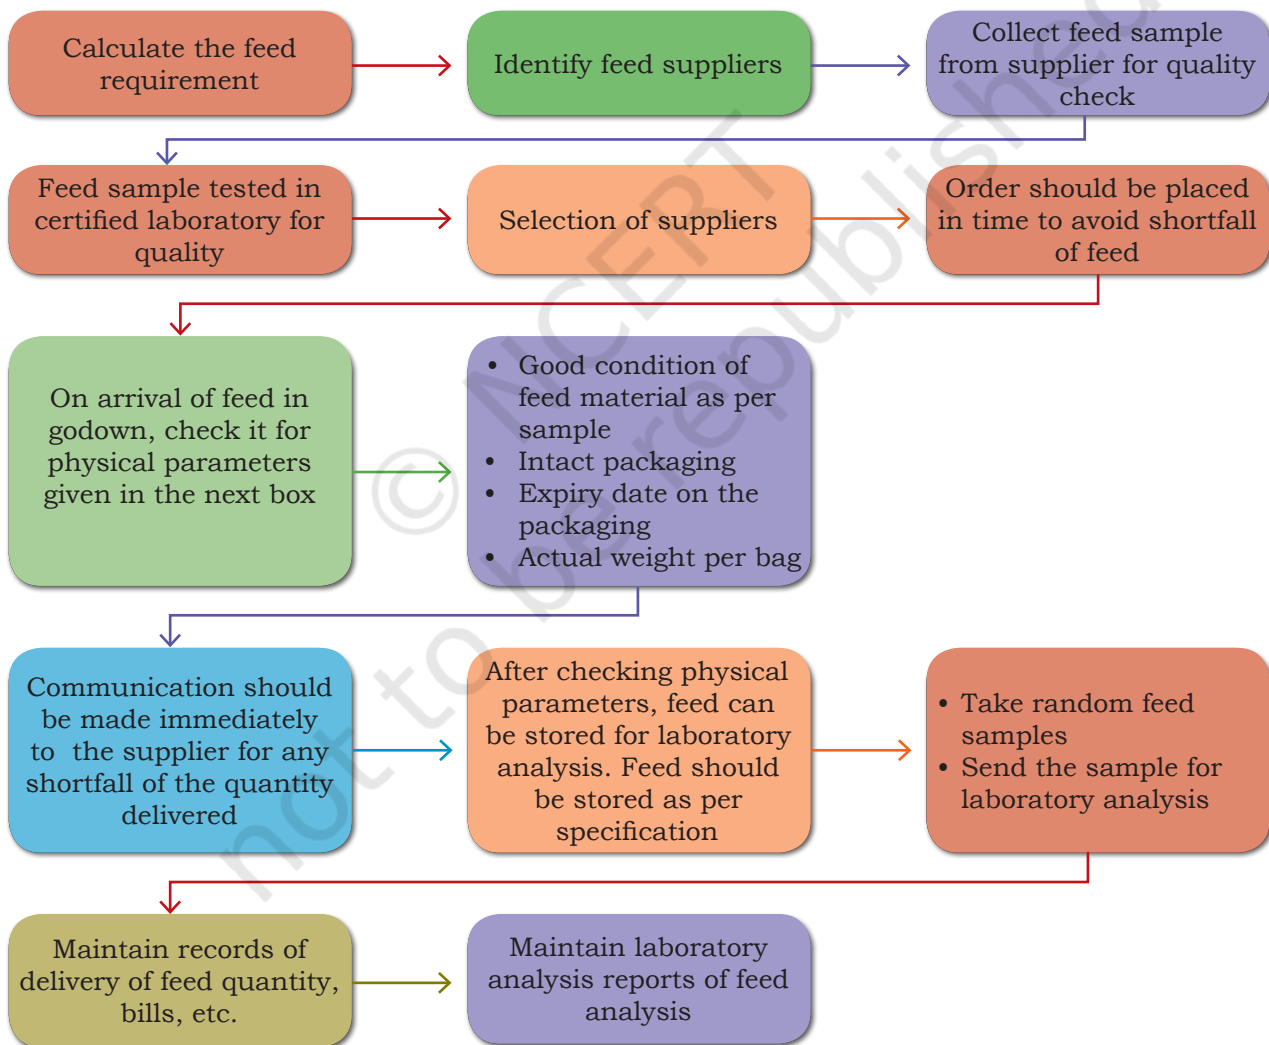 Calculate the feed
requirement
Identify feed suppliers
Collect feed sample
from supplier for quality
check
Feed sample tested in
certified laboratory for
quality
Selection of suppliers
Order should be placed
in time to avoid shortfall
of feed
On arrival of feed in
godown, check it for
physical parameters
given in the next box
• Good condition of
feed material as per
sample
• Intact packaging
• Expiry date on the
packaging
• Actual weight per bag
Communication should
be made immediately
to the supplier for any
shortfall of the quantity
delivered
After checking physical
parameters, feed can
be stored for laboratory
analysis. Feed should
be stored as per
specification
• Take random feed
samples
• Send the sample for
laboratory analysis
Maintain records of
delivery of feed quantity,
bills, etc.
Maintain laboratory
analysis reports of feed
analysis
© NCERT
not to be republished